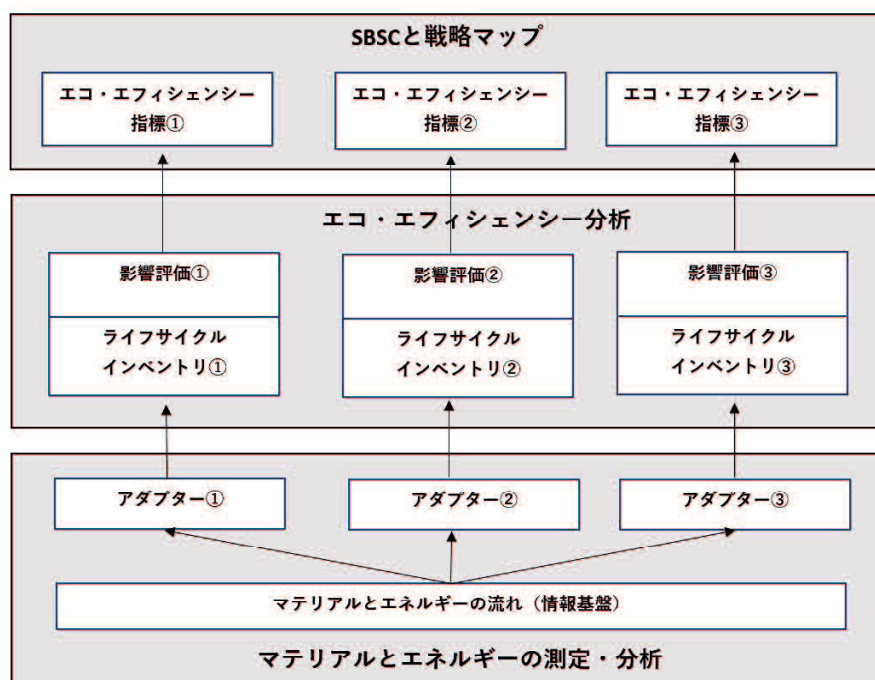 SBSCと戦略マップ
エコ・エフィシェンシー
指標①
エコ・エフィシェンシー
指標②
エコ・エフィシェンシー
指標③
エコ・エフィシェンシー分析
影響評価①
ライフサイクル
インベントリ①
影響評価②
ライフサイクル
インベントリ②
影響評価③
ライフサイクル
インベントリ③
アダプター①
アダプター②
アダプター③
マテリアルとエネルギーの流れ（情報基盤）
マテリアルとエネルギーの測定・分析